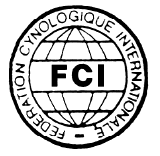 FEDERATION CYNOLOGIQUE INTERNATIONALE
FCI